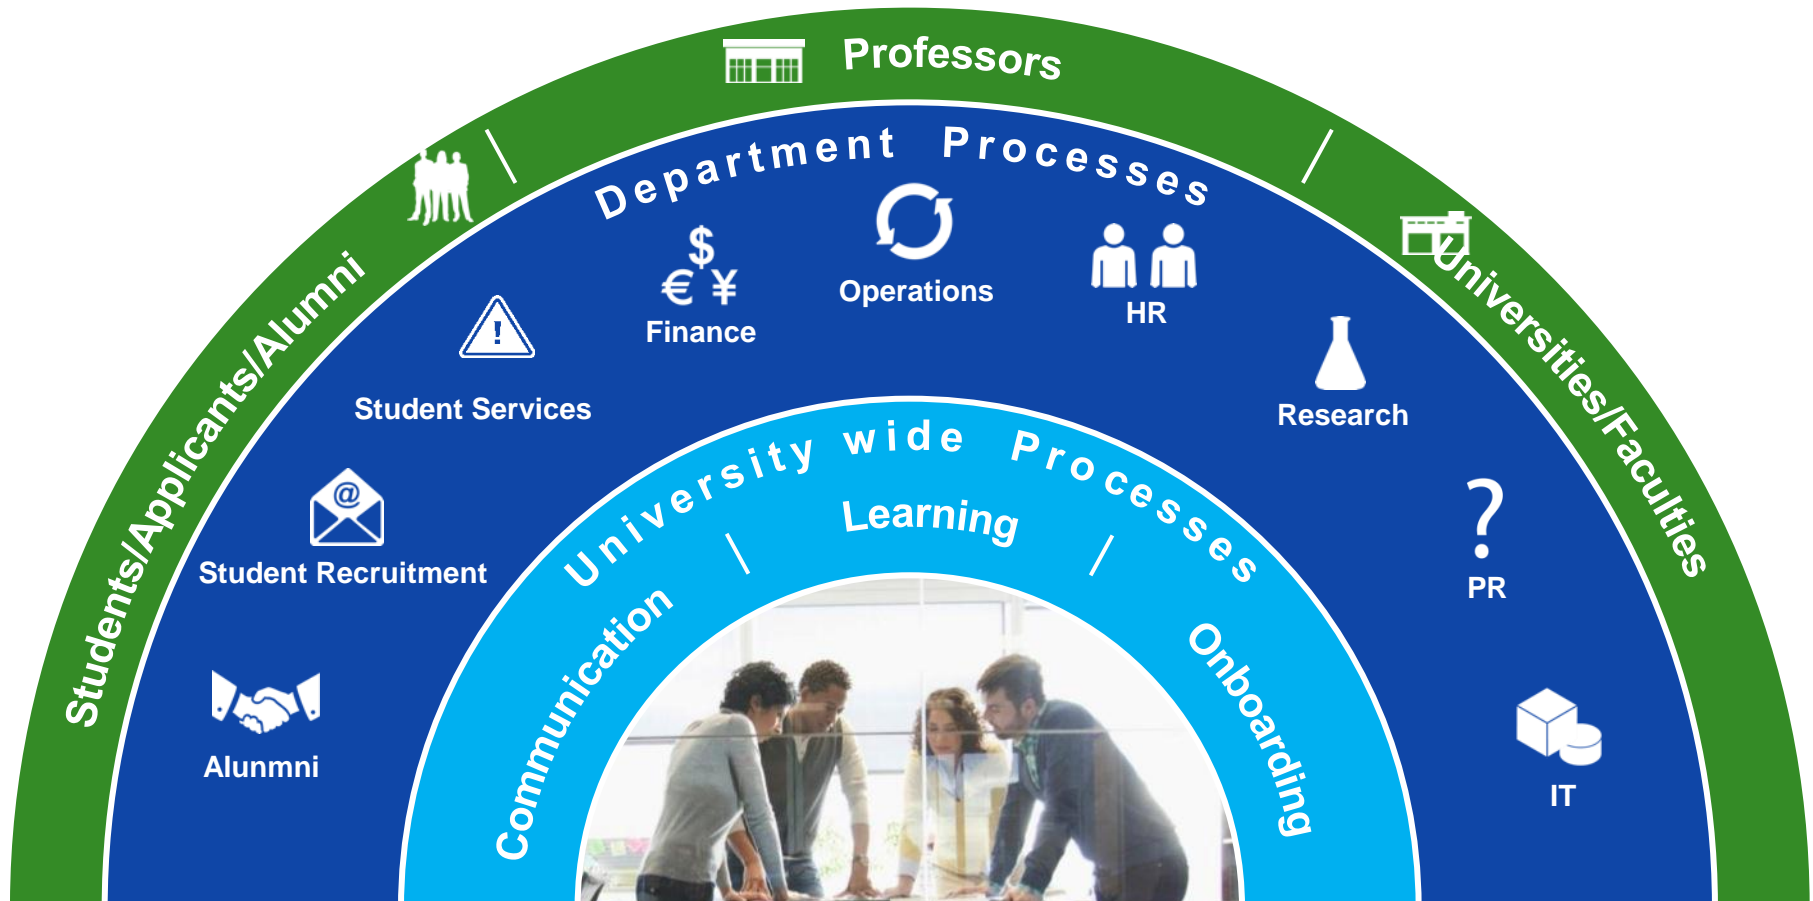 Professors
Students/Applicants/Alumni
Universities/Faculties
Department Processes
Operations
HR
Finance
Student Services
Research
Student Recruitment
@
PR
Alunmni
IT
University wide Processes
Learning
Communication
Onboarding
$
€ ¥
!
?